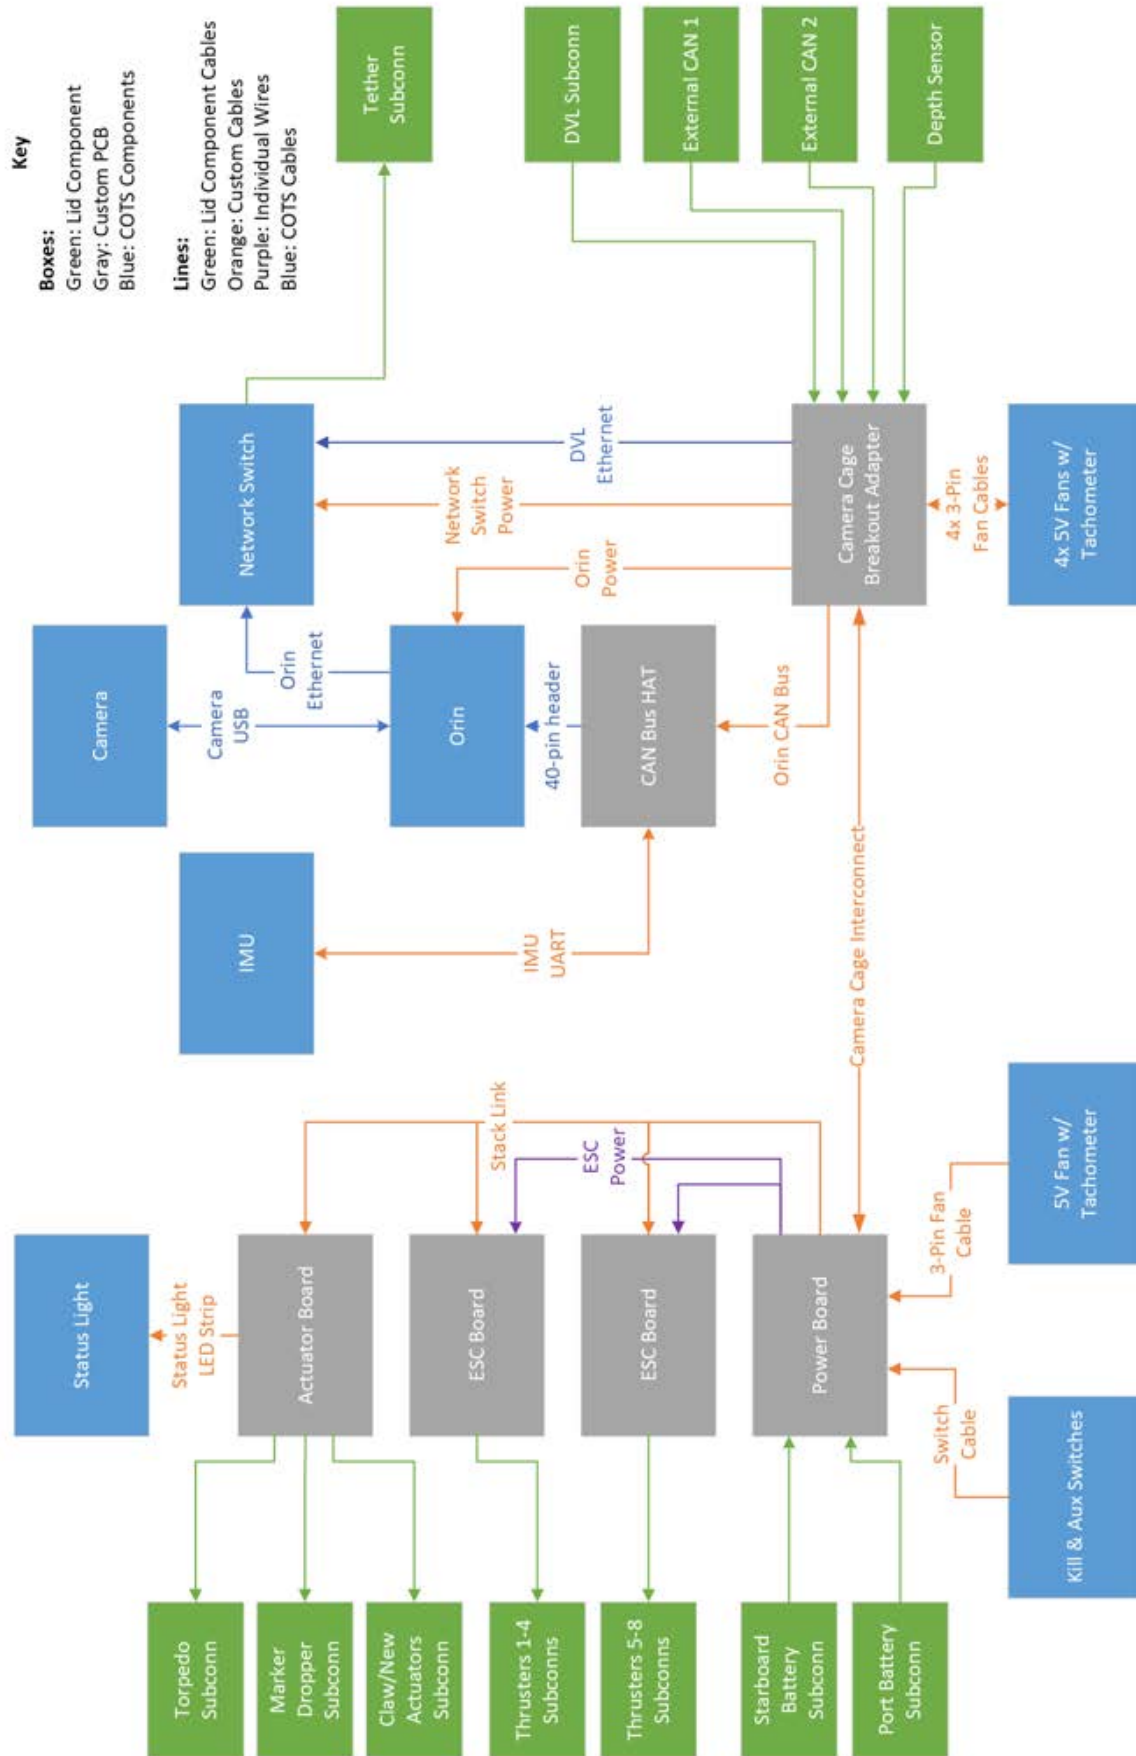 Key
Boxes:
Green: Lid Component
Gray: Custom PCB
Blue: COTS Components
Lines:
Green: Lid Component Cables
Orange: Custom Cables
Purple: Individual Wires
Blue: COTS Cables
Torpedo
Subconn
Marker
Dropper
Subconn
Claw/New
Actuators
Subconn
Thrusters 1-4
Subconns
Thrusters 5-8
Subconns
Starboard
Battery
Subconn
Port Battery
Subconn
Status Light
Status Light
LED Strip
Actuator Board
ESC Board
ESC Board
Power Board
Switch
Cable
Kill & Aux Switches
3-Pin Fan
Cable
5V Fan w/
Tachometer
Stack Link
ESC
Power
Camera Cage Interconnect
IMU
IMU
UART
Camera
Camera
USB
Orin
Ethernet
Orin
40-pin header
CAN Bus HAT
Orin CAN Bus
Network Switch
Network
Switch
Power
DVL
Ethernet
Orin
Power
Camera Cage
Breakout Adapter
4x 3-Pin
Fan Cables
4x 5V Fans w/
Tachometer
Tether
Subconn
DVL Subconn
External CAN 1
External CAN 2
Depth Sensor